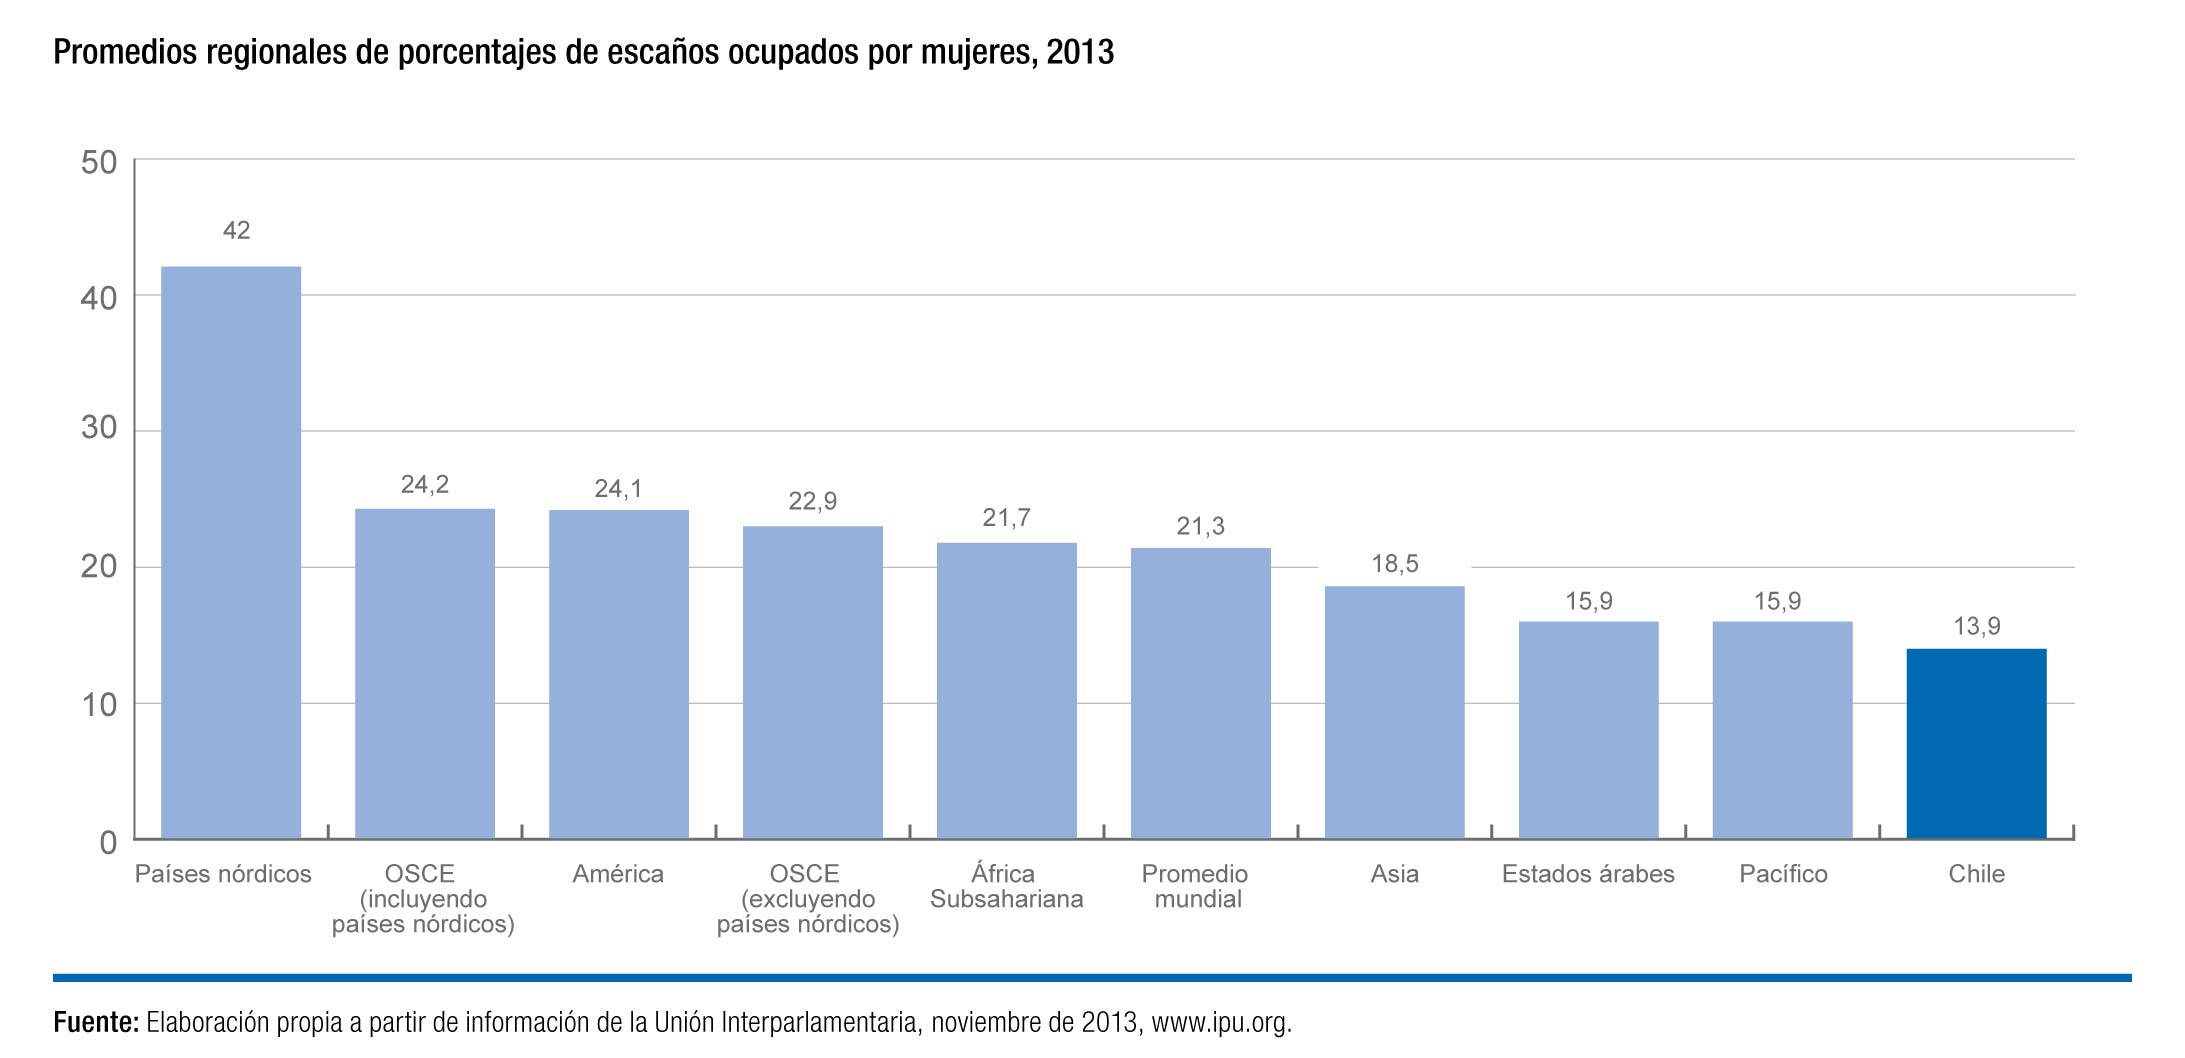 Promedios regionales de porcentajes de escaños ocupados por mujeres, 2013
50
42
40
30
24,2
24,1
22,9
21,7
21,3
20
18,5
15,9
15,9
13,9
10
0
Países nórdicos
OSCE
(incluyendo
países nórdicos)
América
OSCE
(excluyendo
países nórdicos)
África
Subsahariana
Promedio
mundial
Asia
Estados árabes
Pacífico
Chile
Fuente: Elaboración propia a partir de información de la Unión Interparlamentaria, noviembre de 2013, www.ipu.org.